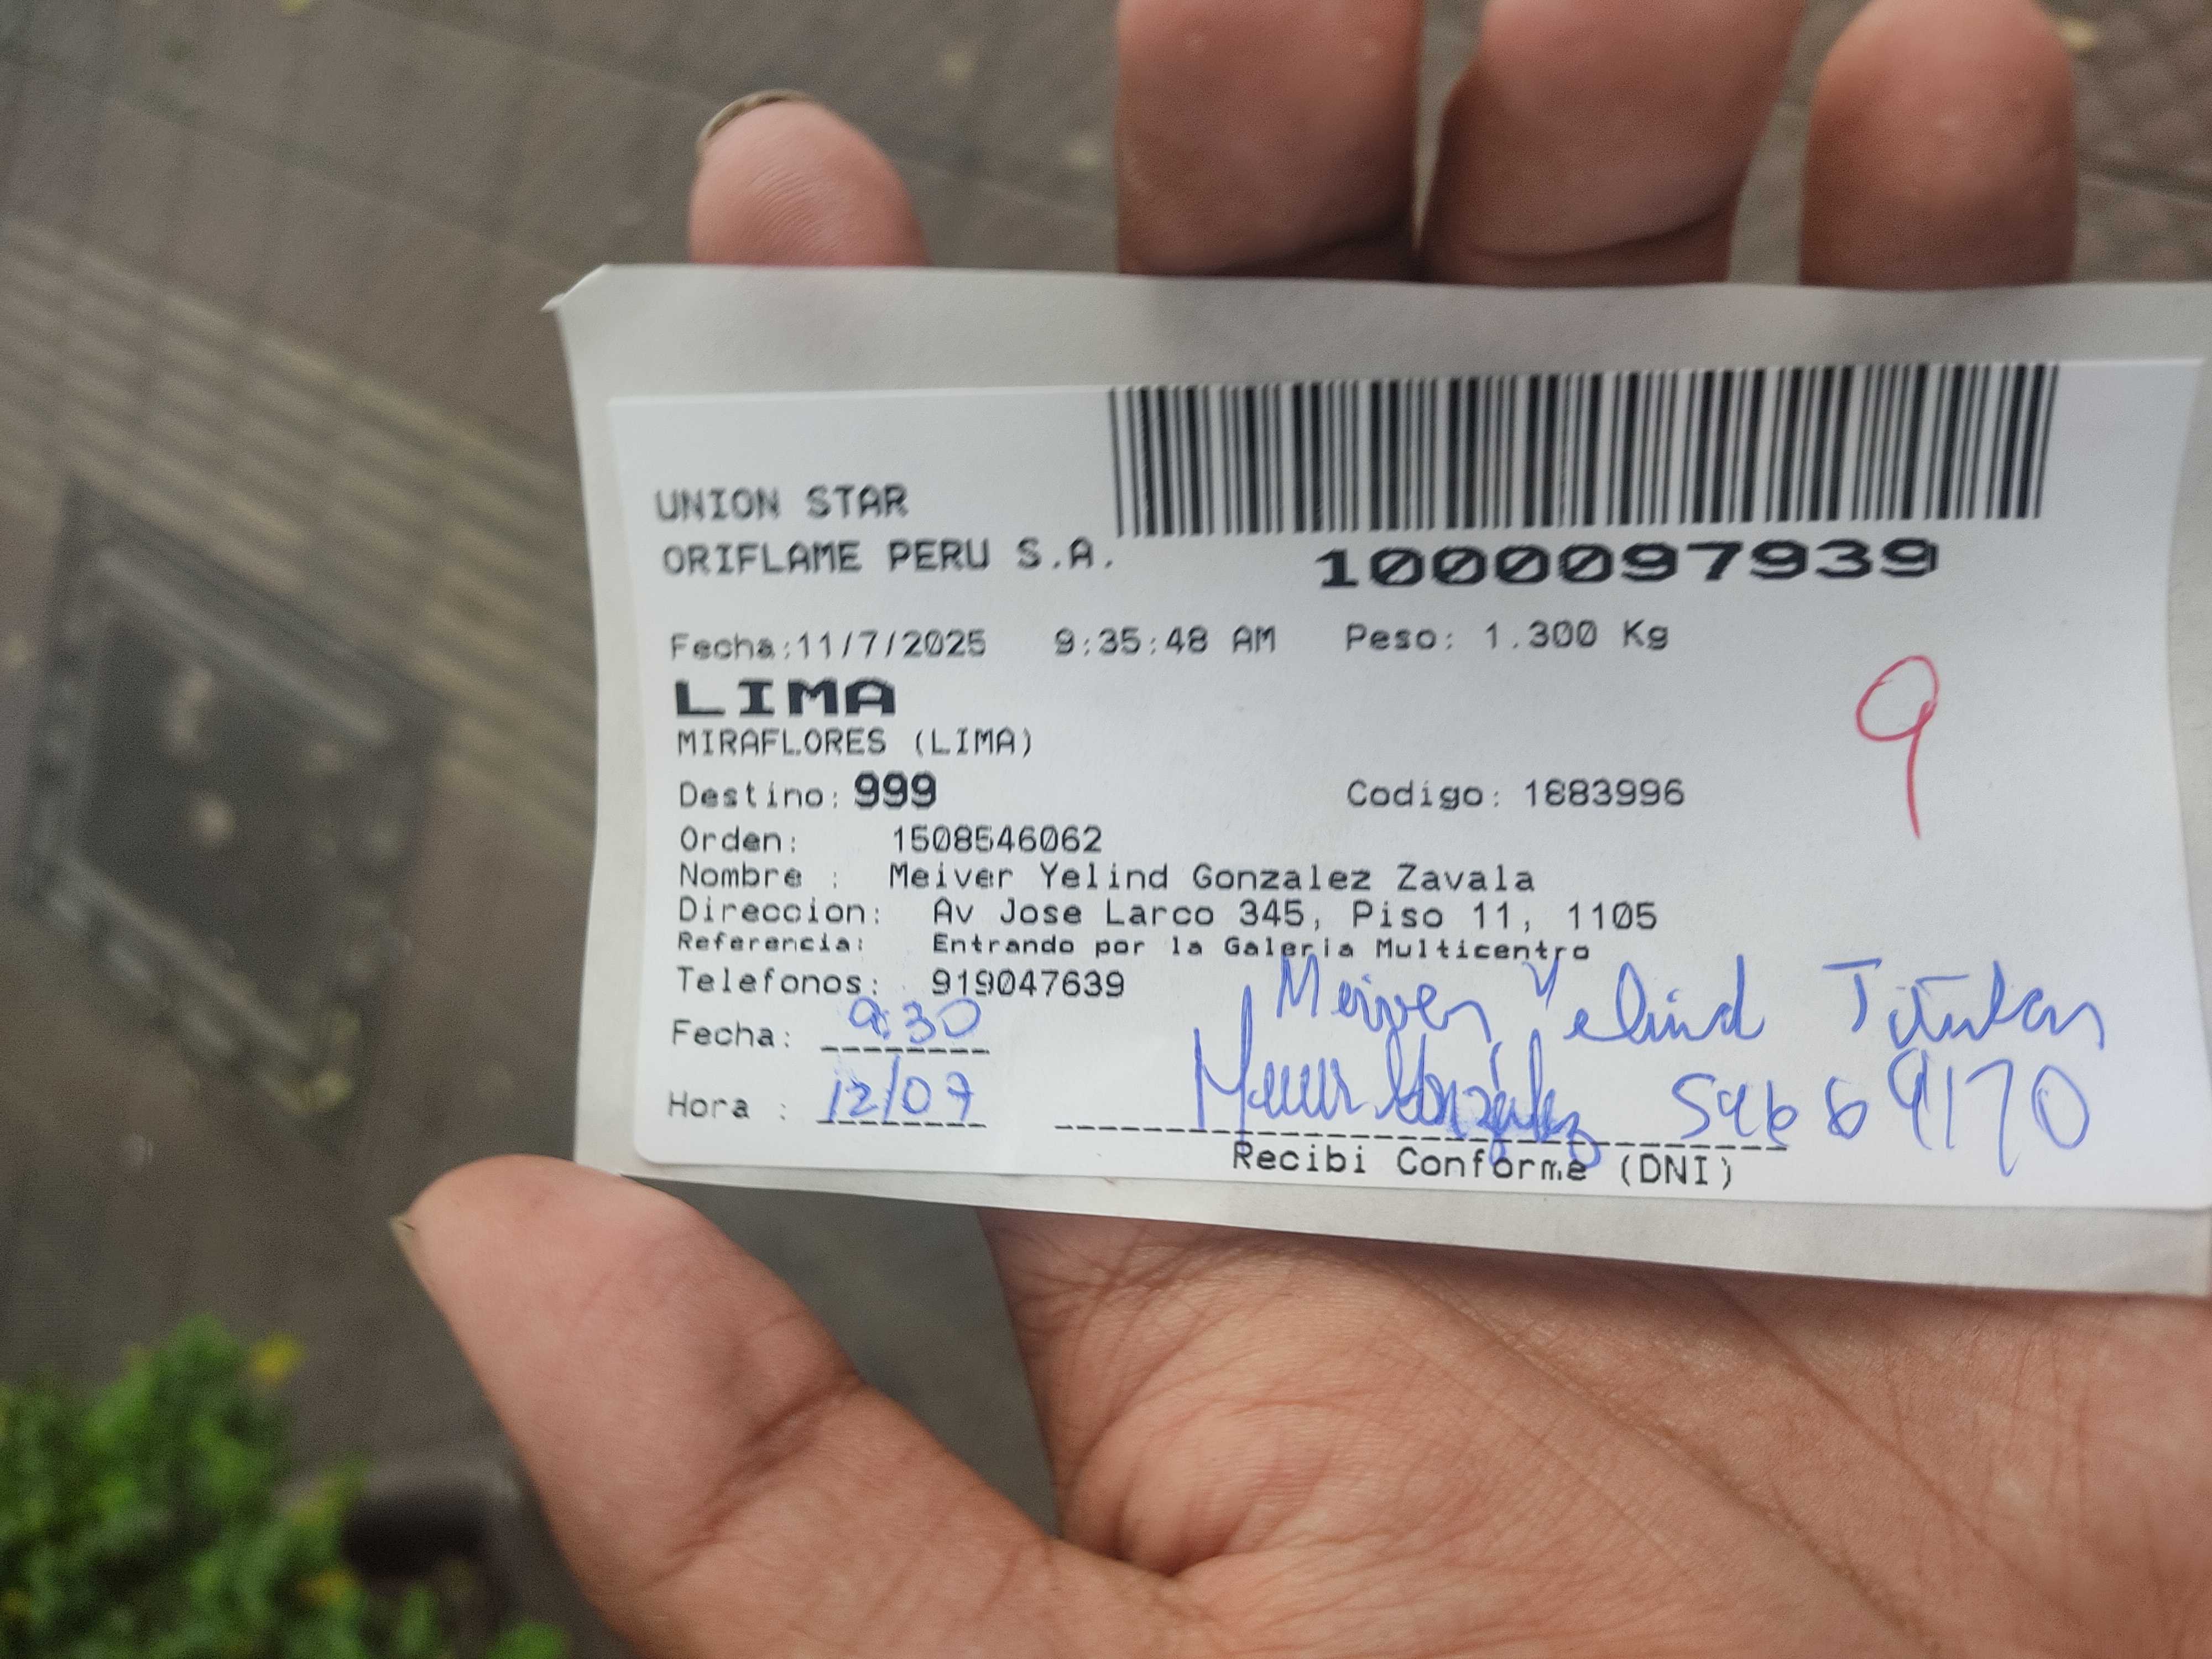 UNION STAR
ORIFLAME PERU S.A.
1000097939
Fecha:11/7/2025 9:35:48 AM Peso: 1.300 Kg
LIMA
9
MIRAFLORES (LIMA)
Destino: 999 Codigo: 1883996
Orden: 1508546062
Nombre : Meiver Yelind Gonzalez Zavala
Direccion: Av Jose Larco 345, Piso 11, 1105
Referencia: Entrando por la Galeria Multicentro
Telefonos: 919047639
Meiver Yelind Titular
Fecha: 9:30
Hora : 12/07
Recibi Conforme (DNI)